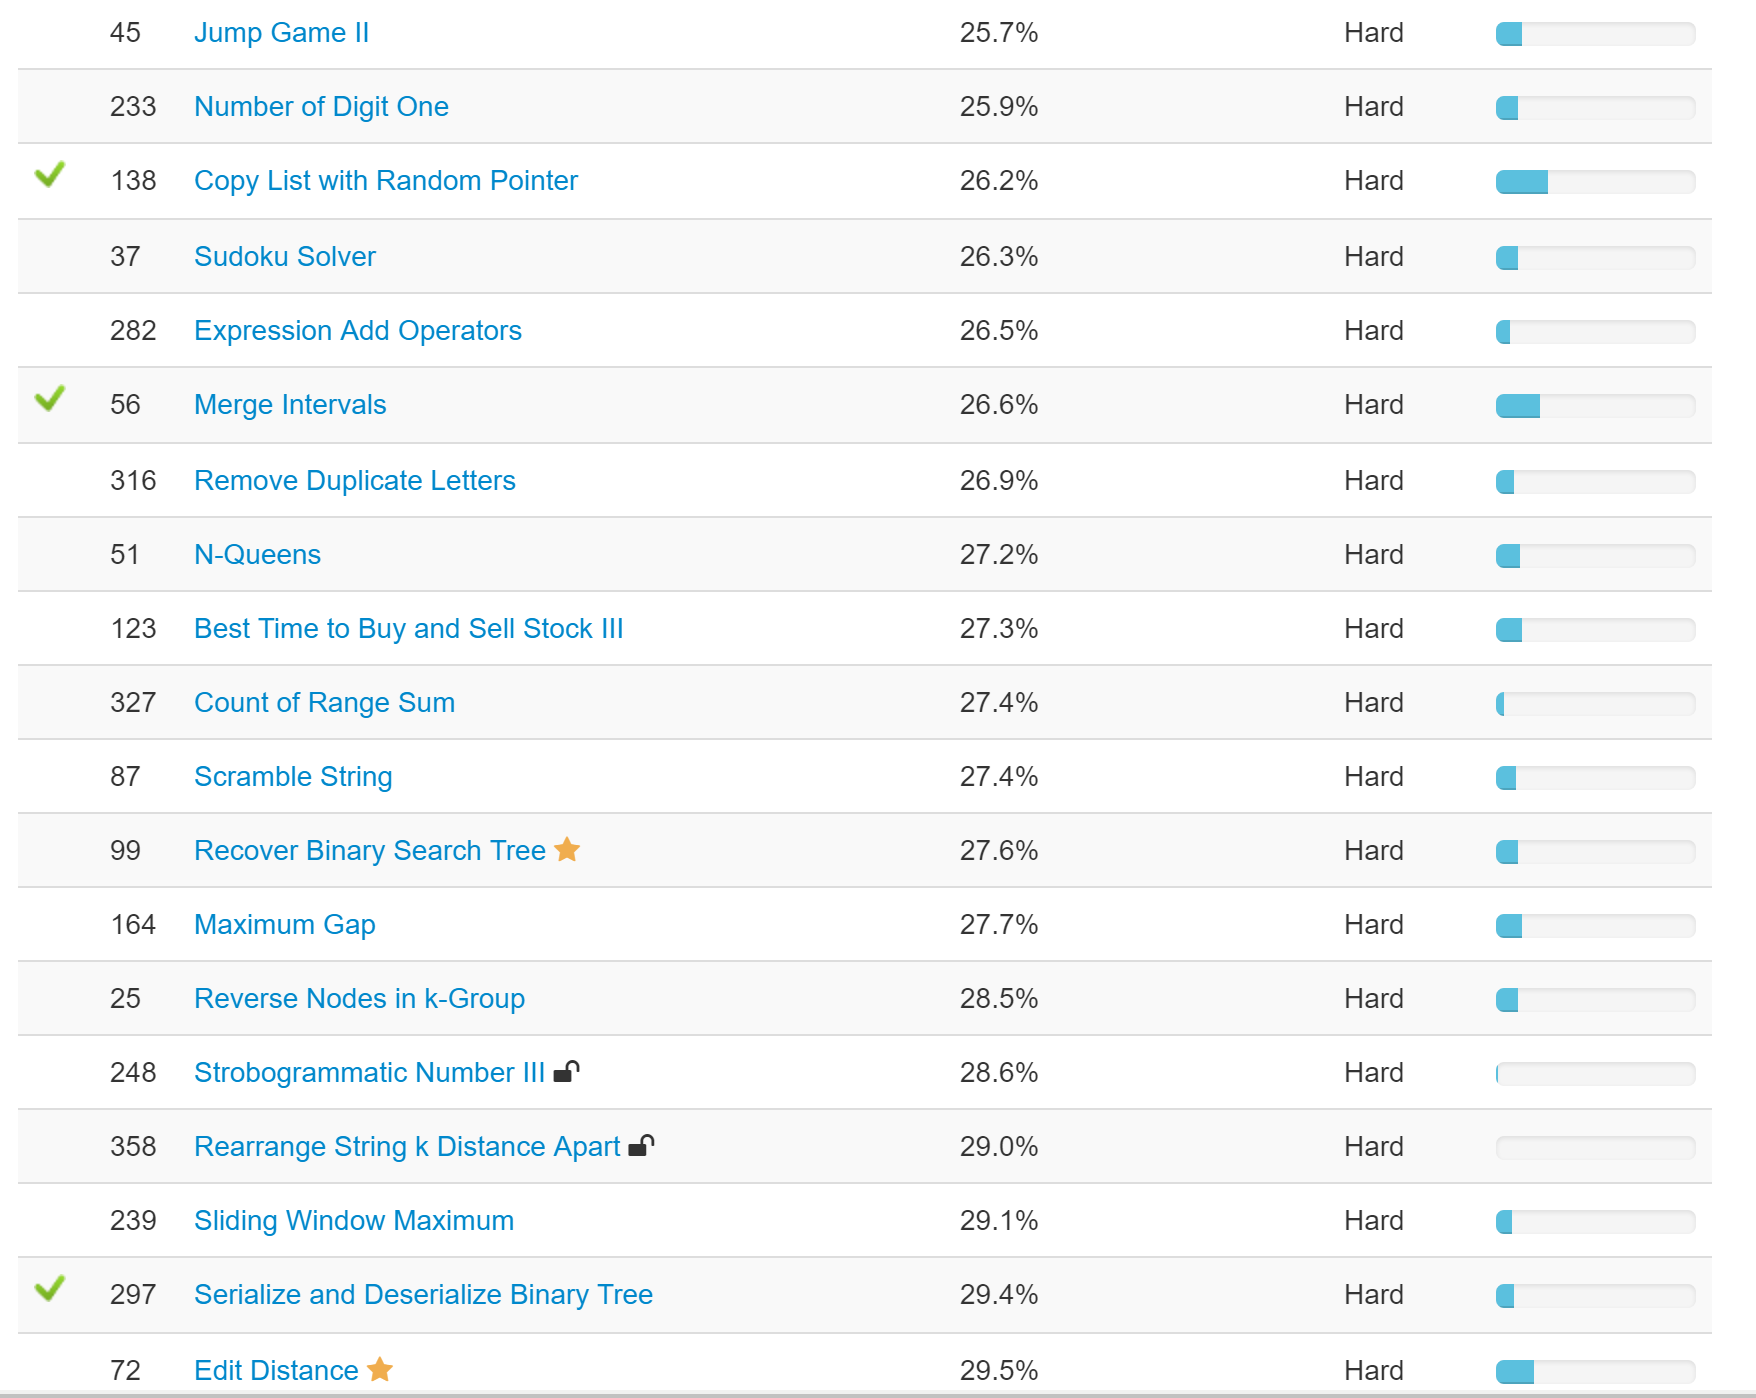 45 Jump Game II 25.7% Hard
233 Number of Digit One 25.9% Hard
138 Copy List with Random Pointer 26.2% Hard
37 Sudoku Solver 26.3% Hard
282 Expression Add Operators 26.5% Hard
56 Merge Intervals 26.6% Hard
316 Remove Duplicate Letters 26.9% Hard
51 N-Queens 27.2% Hard
123 Best Time to Buy and Sell Stock III 27.3% Hard
327 Count of Range Sum 27.4% Hard
87 Scramble String 27.4% Hard
99 Recover Binary Search Tree 27.6% Hard
164 Maximum Gap 27.7% Hard
25 Reverse Nodes in k-Group 28.5% Hard
248 Strobogrammatic Number III 28.6% Hard
358 Rearrange String k Distance Apart 29.0% Hard
239 Sliding Window Maximum 29.1% Hard
297 Serialize and Deserialize Binary Tree 29.4% Hard
72 Edit Distance 29.5% Hard